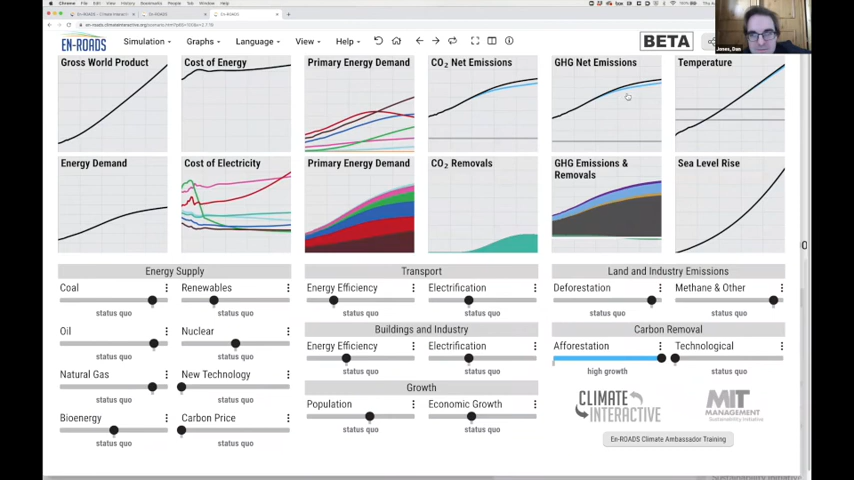 Chrome File Edit View History Bookmarks People Tab Window Help
EN-ROADS
Simulation
Graphs
Language
View
Help
BETA
Jones, Dan
Gross World Product
Cost of Energy
Primary Energy Demand
CO2 Net Emissions
GHG Net Emissions
Temperature
Energy Demand
Cost of Electricity
Primary Energy Demand
CO2 Removals
GHG Emissions & Removals
Sea Level Rise
Energy Supply
Transport
Land and Industry Emissions
Coal
Renewables
Energy Efficiency
Electrification
Deforestation
Methane & Other
status quo
status quo
status quo
status quo
status quo
status quo
Oil
Nuclear
Buildings and Industry
Carbon Removal
Energy Efficiency
Electrification
Afforestation
Technological
status quo
status quo
status quo
status quo
high growth
status quo
Natural Gas
New Technology
status quo
status quo
Growth
Population
Economic Growth
status quo
status quo
Bioenergy
Carbon Price
status quo
status quo
CLIMATE INTERACTIVE
MIT
MANAGEMENT
Sustainability Initiative
En-ROADS Climate Ambassador Training